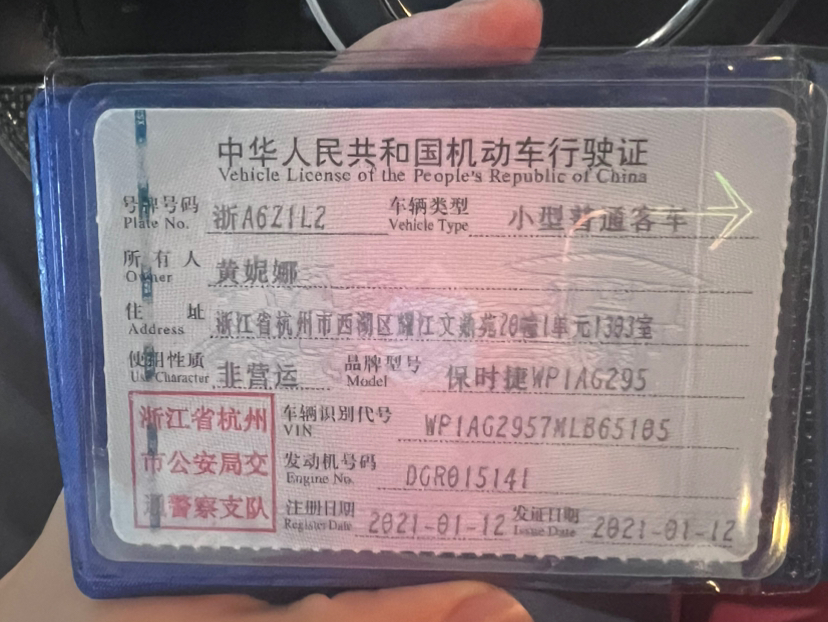 中华人民共和国机动车行驶证
Vehicle License of the People's Republic of China
号牌号码 浙A6Z1L2 车辆类型 小型普通客车
Plate No. Vehicle Type
所有人 黄妮娜
Owner
住址 浙江省杭州市西湖区耀江文鼎苑20幢1单元1303室
Address
使用性质 非营运 品牌型号 保时捷WP1AG295
Use Character Model
浙江省杭州
市公安局交
通警察支队
车辆识别代号 WP1AG2957MLB65105
VIN
发动机号码 DCR015141
Engine No.
注册日期 2021-01-12 发证日期 2021-01-12
Register Date Issue Date